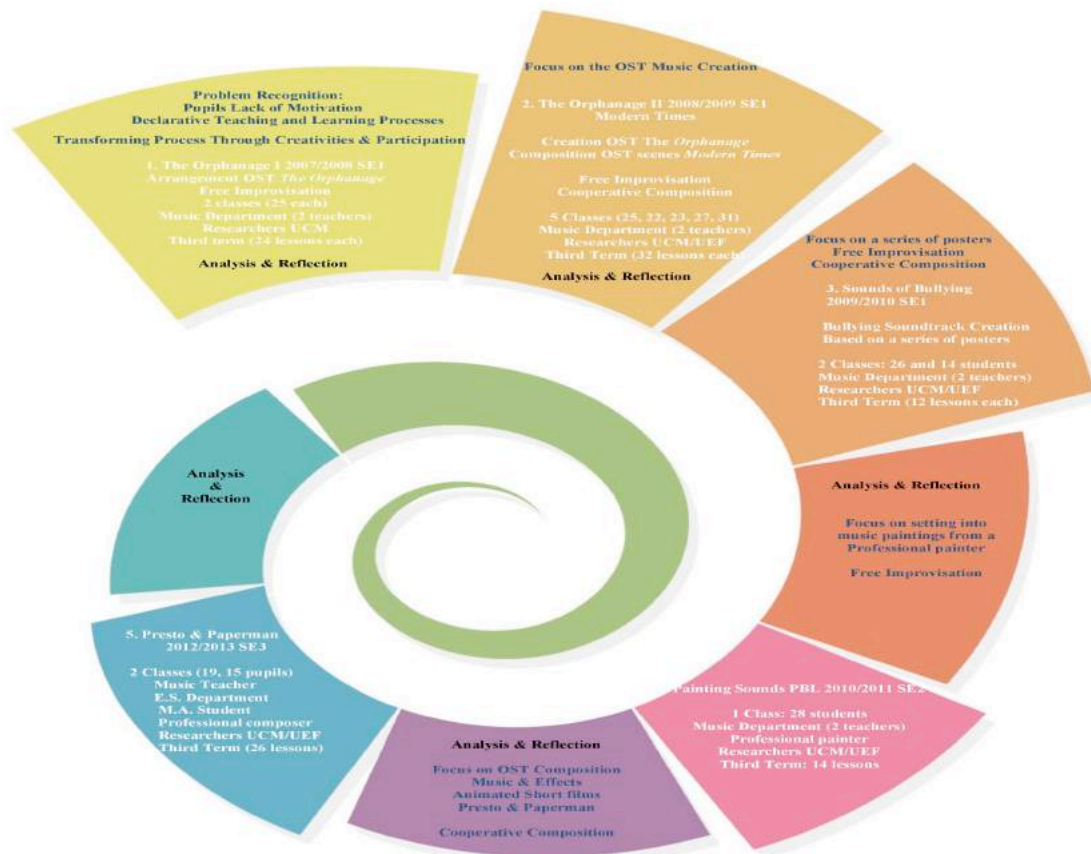 Problem Recognition:
Pupils Lack of Motivation
Declarative Teaching and Learning Processes
Transforming Process Through Creativities & Participation
1. The Orphanage I 2007/2008 SE1
Arrangement OST The Orphanage
Free Improvisation
2 classes (25 each)
Music Department (2 teachers)
Researchers UCM
Third term (24 lessons each)
Analysis & Reflection
Focus on the OST Music Creation
2. The Orphanage II 2008/2009 SE1
Modern Times
Creation OST The Orphanage
Composition OST scenes Modern Times
Free Improvisation
Cooperative Composition
5 Classes (25, 22, 23, 27, 31)
Music Department (2 teachers)
Researchers UCM/UEF
Third Term (32 lessons each)
Analysis & Reflection
Focus on a series of posters
Free Improvisation
Cooperative Composition
3. Sounds of Bullying
2009/2010 SE1
Bullying Soundtrack Creation
Based on a series of posters
2 Classes: 26 and 14 students
Music Department (2 teachers)
Researchers UCM/UEF
Third Term (12 lessons each)
Analysis & Reflection
Focus on setting into
music paintings from a
Professional painter
Free Improvisation
Painting Sounds PBL 2010/2011 SE2
1 Class: 28 students
Music Department (2 teachers)
Professional painter
Researchers UCM/UEF
Third Term: 14 lessons
Analysis & Reflection
Focus on OST Composition
Music & Effects
Animated Short films
Presto & Paperman
Cooperative Composition
5. Presto & Paperman
2012/2013 SE3
2 Classes (19, 15 pupils)
Music Teacher
E.S. Department
M.A. Student
Professional composer
Researchers UCM/UEF
Third Term (26 lessons)
Analysis
&
Reflection